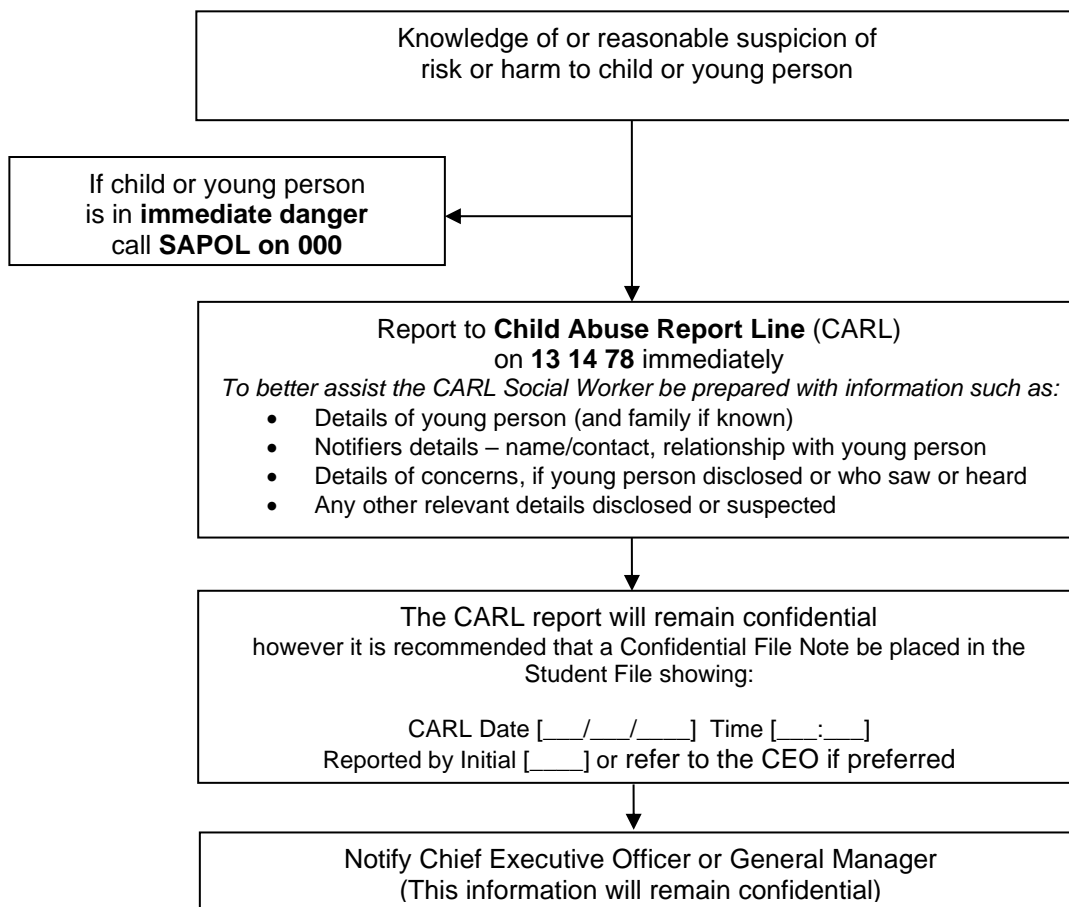 Knowledge of or reasonable suspicion of
risk or harm to child or young person
If child or young person
is in immediate danger
call SAPOL on 000
Report to Child Abuse Report Line (CARL)
on 13 14 78 immediately
To better assist the CARL Social Worker be prepared with information such as:
• Details of young person (and family if known)
• Notifiers details – name/contact, relationship with young person
• Details of concerns, if young person disclosed or who saw or heard
• Any other relevant details disclosed or suspected
The CARL report will remain confidential
however it is recommended that a Confidential File Note be placed in the
Student File showing:
CARL Date [___/___/____] Time [___:___]
Reported by Initial [____] or refer to the CEO if preferred
Notify Chief Executive Officer or General Manager
(This information will remain confidential)